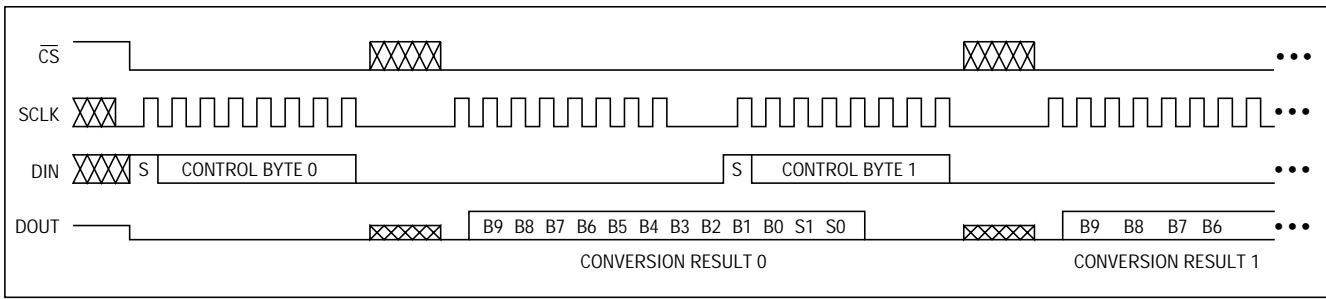 CS
SCLK
DIN S CONTROL BYTE 0 S CONTROL BYTE 1
DOUT B9 B8 B7 B6 B5 B4 B3 B2 B1 B0 S1 S0 B9 B8 B7 B6
CONVERSION RESULT 0 CONVERSION RESULT 1